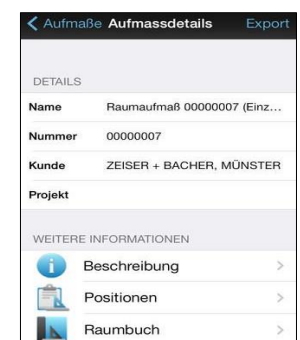 Aufmaße Aufmassdetails Export
DETAILS
Name Raumaufmaß 00000007 (Einz...
Nummer 00000007
Kunde ZEISER + BACHER, MÜNSTER
Projekt
WEITERE INFORMATIONEN
Beschreibung
Positionen
Raumbuch